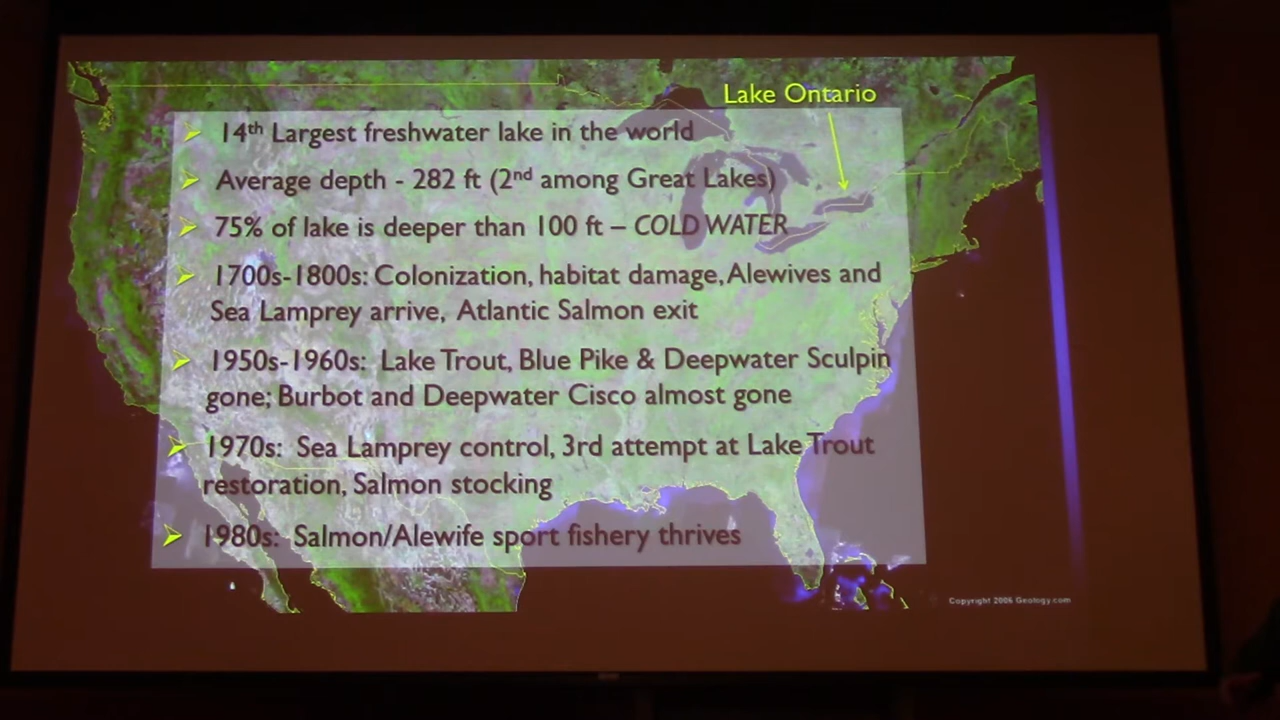 Lake Ontario
14th Largest freshwater lake in the world
Average depth - 282 ft (2nd among Great Lakes)
75% of lake is deeper than 100 ft – COLD WATER
1700s-1800s: Colonization, habitat damage, Alewives and
Sea Lamprey arrive, Atlantic Salmon exit
1950s-1960s: Lake Trout, Blue Pike & Deepwater Sculpin
gone; Burbot and Deepwater Cisco almost gone
1970s: Sea Lamprey control, 3rd attempt at Lake Trout
restoration, Salmon stocking
1980s: Salmon/Alewife sport fishery thrives
Copyright 2006 Geology.com